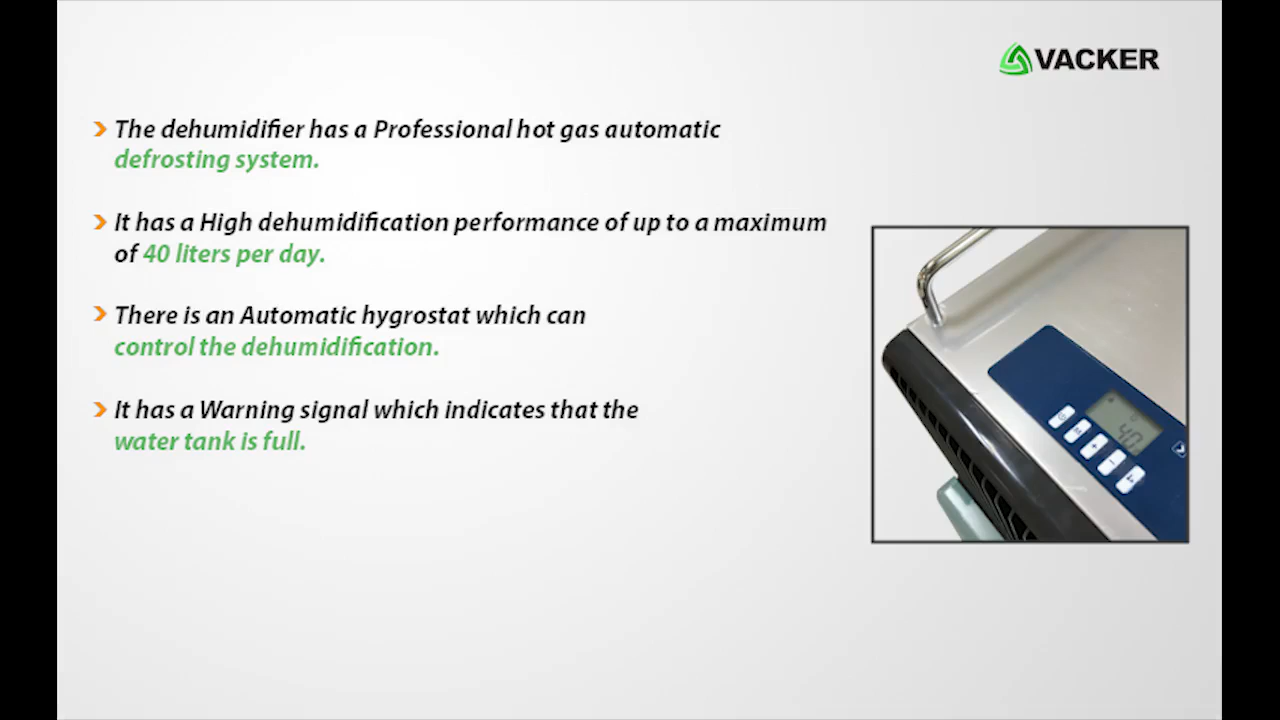 VACKER
The dehumidifier has a Professional hot gas automatic
defrosting system.
It has a High dehumidification performance of up to a maximum
of 40 liters per day.
There is an Automatic hygrostat which can
control the dehumidification.
It has a Warning signal which indicates that the
water tank is full.
40